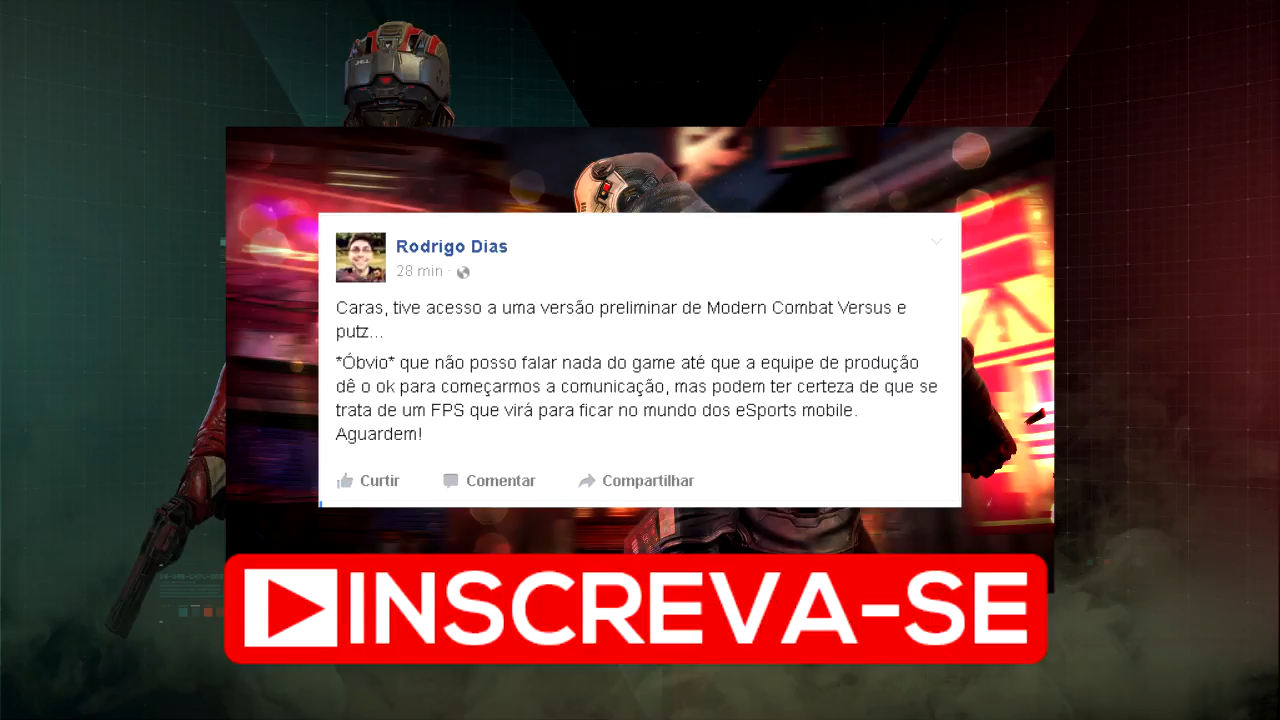 Rodrigo Dias
28 min ·
Caras, tive acesso a uma versão preliminar de Modern Combat Versus e
putz...
*Óbvio* que não posso falar nada do game até que a equipe de produção
dê o ok para começarmos a comunicação, mas podem ter certeza de que se
trata de um FPS que virá para ficar no mundo dos eSports mobile.
Aguardem!
Curtir Comentar Compartilhar
INSCREVA-SE